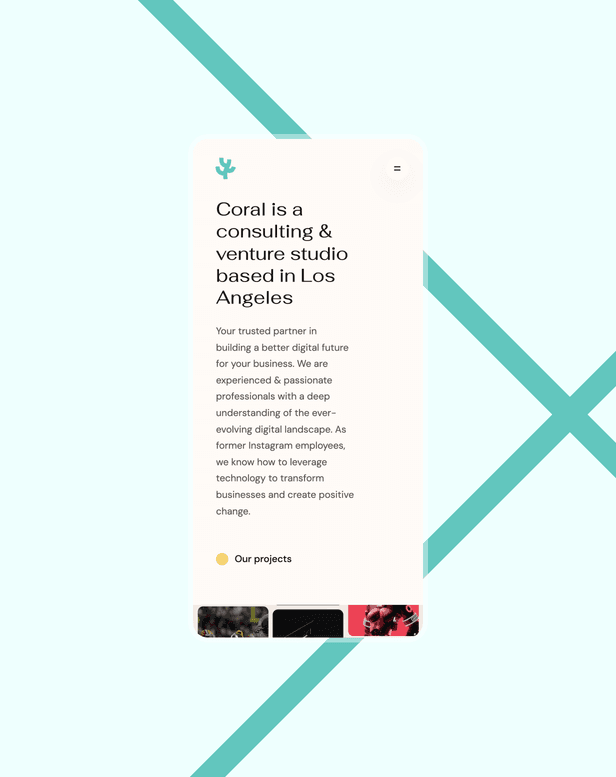 Coral is a
consulting &
venture studio
based in Los
Angeles
Your trusted partner in
building a better digital future
for your business. We are
experienced & passionate
professionals with a deep
understanding of the ever-
evolving digital landscape. As
former Instagram employees,
we know how to leverage
technology to transform
businesses and create positive
change.
Our projects